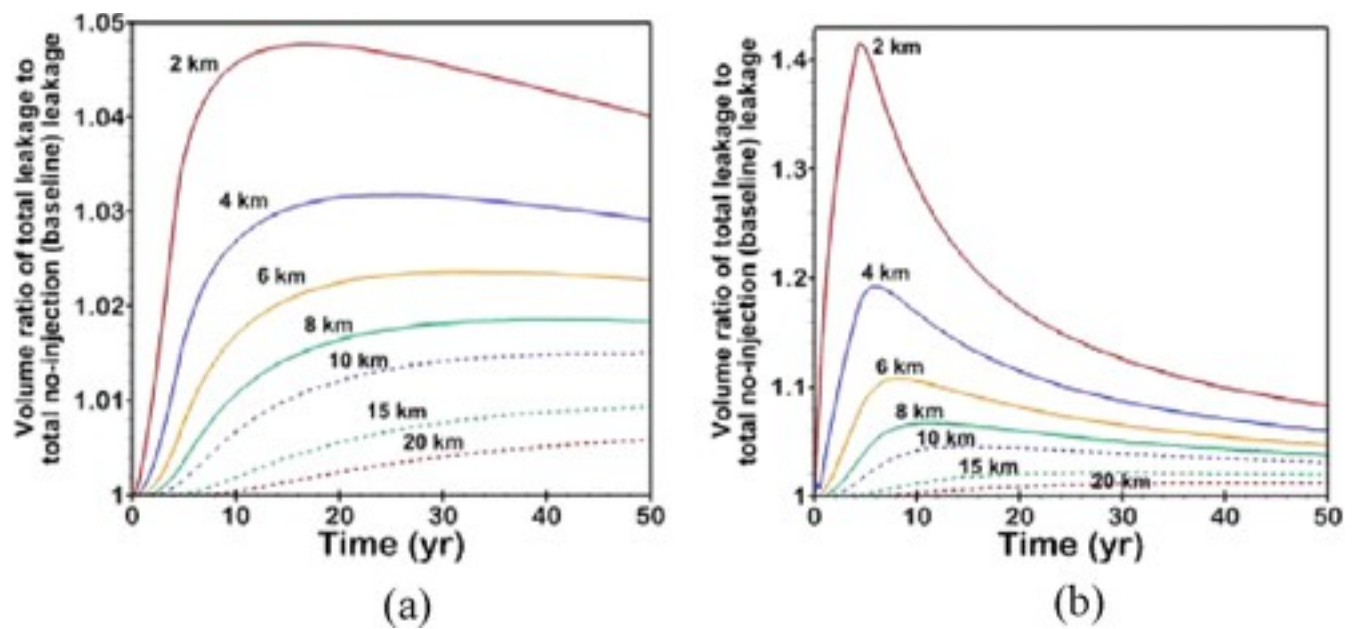 Volume ratio of total leakage to
total no-injection (baseline) leakage
1.05
1.04
1.03
1.02
1.01
1
2 km
4 km
6 km
8 km
10 km
15 km
20 km
0 10 20 30 40 50
Time (yr)
(a)
Volume ratio of total leakage to
total no-injection (baseline) leakage
1.4
1.3
1.2
1.1
1
2 km
4 km
6 km
8 km
10 km
15 km
20 km
0 10 20 30 40 50
Time (yr)
(b)